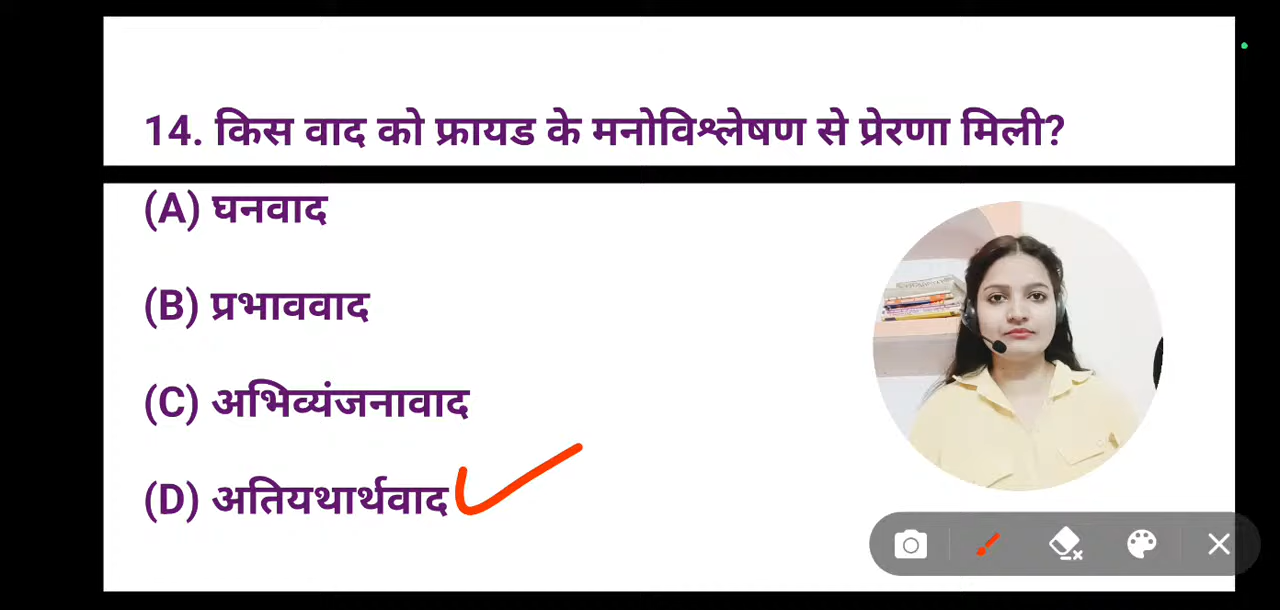 14. किस वाद को फ्रायड के मनोविश्लेषण से प्रेरणा मिली?
(A) घनवाद
(B) प्रभाववाद
(C) अभिव्यंजनावाद
(D) अतियथार्थवाद